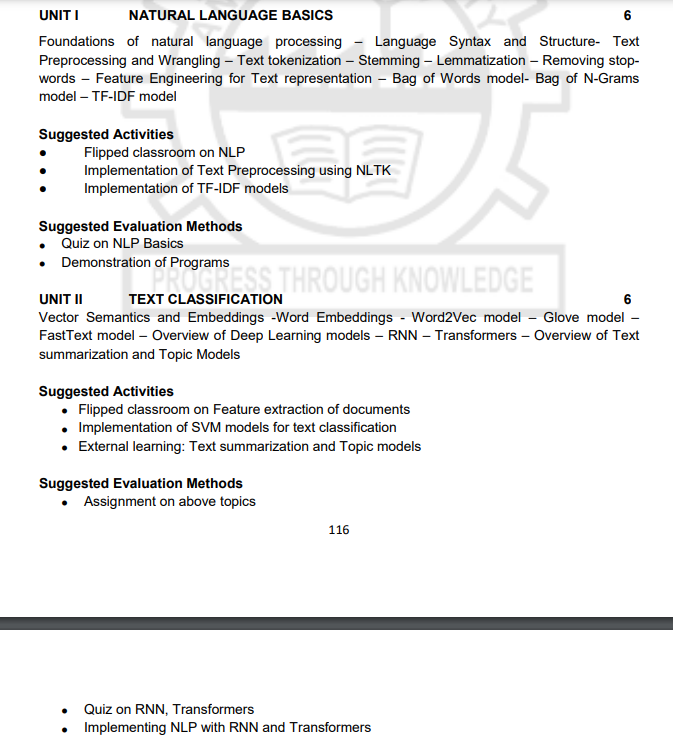 UNIT I NATURAL LANGUAGE BASICS 6
Foundations of natural language processing – Language Syntax and Structure- Text
Preprocessing and Wrangling – Text tokenization – Stemming – Lemmatization – Removing stop-
words – Feature Engineering for Text representation – Bag of Words model- Bag of N-Grams
model – TF-IDF model
Suggested Activities
• Flipped classroom on NLP
• Implementation of Text Preprocessing using NLTK
• Implementation of TF-IDF models
Suggested Evaluation Methods
• Quiz on NLP Basics
• Demonstration of Programs
PROGRESS THROUGH KNOWLEDGE
UNIT II TEXT CLASSIFICATION 6
Vector Semantics and Embeddings -Word Embeddings - Word2Vec model – Glove model –
FastText model – Overview of Deep Learning models – RNN – Transformers – Overview of Text
summarization and Topic Models
Suggested Activities
• Flipped classroom on Feature extraction of documents
• Implementation of SVM models for text classification
• External learning: Text summarization and Topic models
Suggested Evaluation Methods
• Assignment on above topics
116
• Quiz on RNN, Transformers
• Implementing NLP with RNN and Transformers